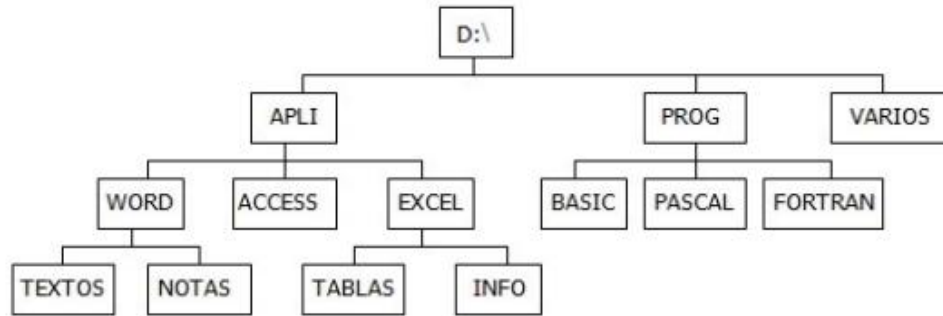 D:\
APLI PROG VARIOS
WORD ACCESS EXCEL BASIC PASCAL FORTRAN
TEXTOS NOTAS TABLAS INFO